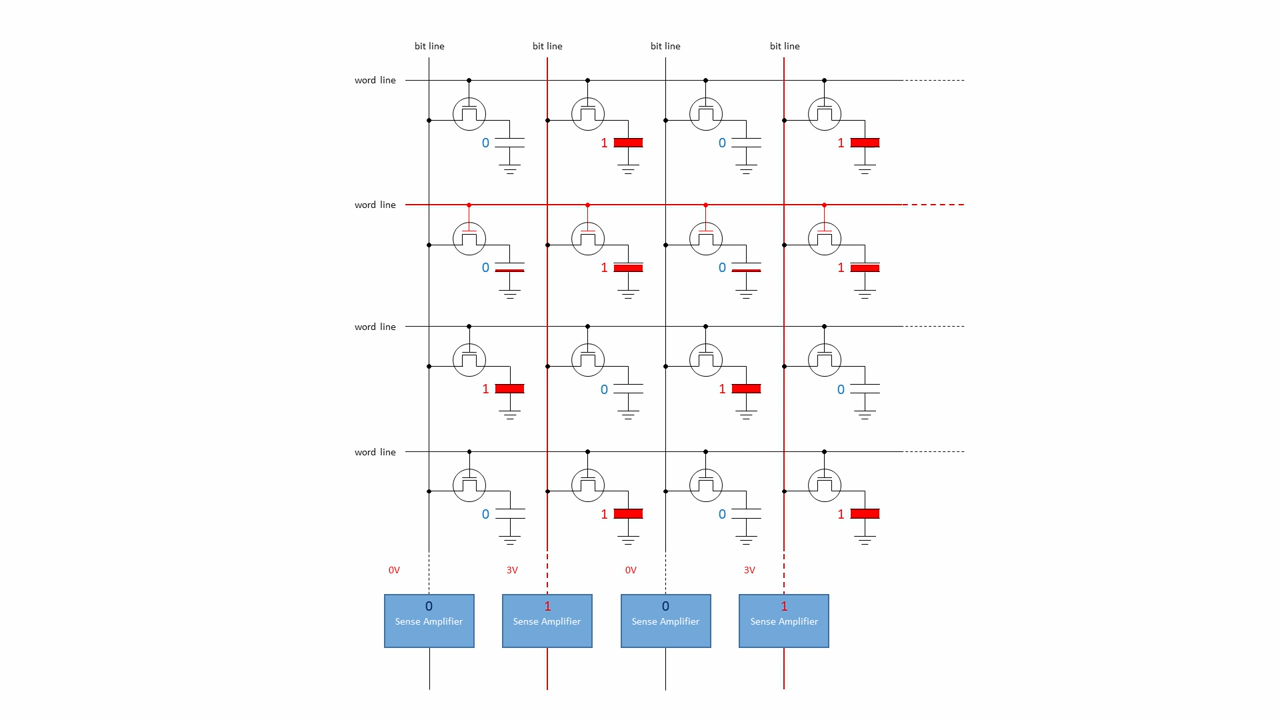 bit line bit line bit line bit line
word line
0 1 0 1
word line
0 1 0 1
word line
1 0 1 0
word line
0 1 0 1
0V 3V 0V 3V
0 1 0 1
Sense Amplifier Sense Amplifier Sense Amplifier Sense Amplifier